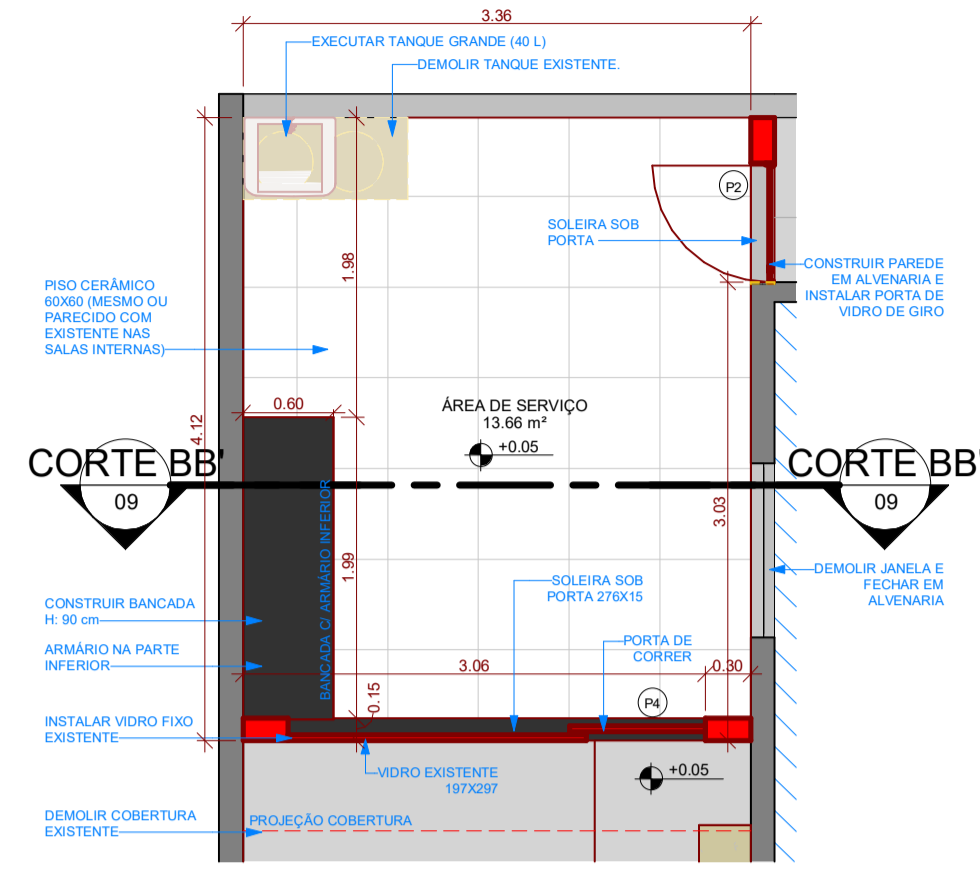 3.36
EXECUTAR TANQUE GRANDE (40 L)
DEMOLIR TANQUE EXISTENTE.
P2
SOLEIRA SOB
PORTA
CONSTRUIR PAREDE
EM ALVENARIA E
INSTALAR PORTA DE
VIDRO DE GIRO
1.98
PISO CERÂMICO
60X60 (MESMO OU
PARECIDO COM
EXISTENTE NAS
SALAS INTERNAS)
0.60
4.12
ÁREA DE SERVIÇO
13.66 m²
+0.05
CORTE BB'
09
CORTE BB'
09
3.03
1.99
BANCADA C/ ARMÁRIO INFERIOR
SOLEIRA SOB
PORTA 276X15
DEMOLIR JANELA E
FECHAR EM
ALVENARIA
CONSTRUIR BANCADA
H: 90 cm
ARMÁRIO NA PARTE
INFERIOR
PORTA DE
CORRER
3.06
0.30
0.15
P4
INSTALAR VIDRO FIXO
EXISTENTE
VIDRO EXISTENTE
197X297
+0.05
DEMOLIR COBERTURA
EXISTENTE
PROJEÇÃO COBERTURA